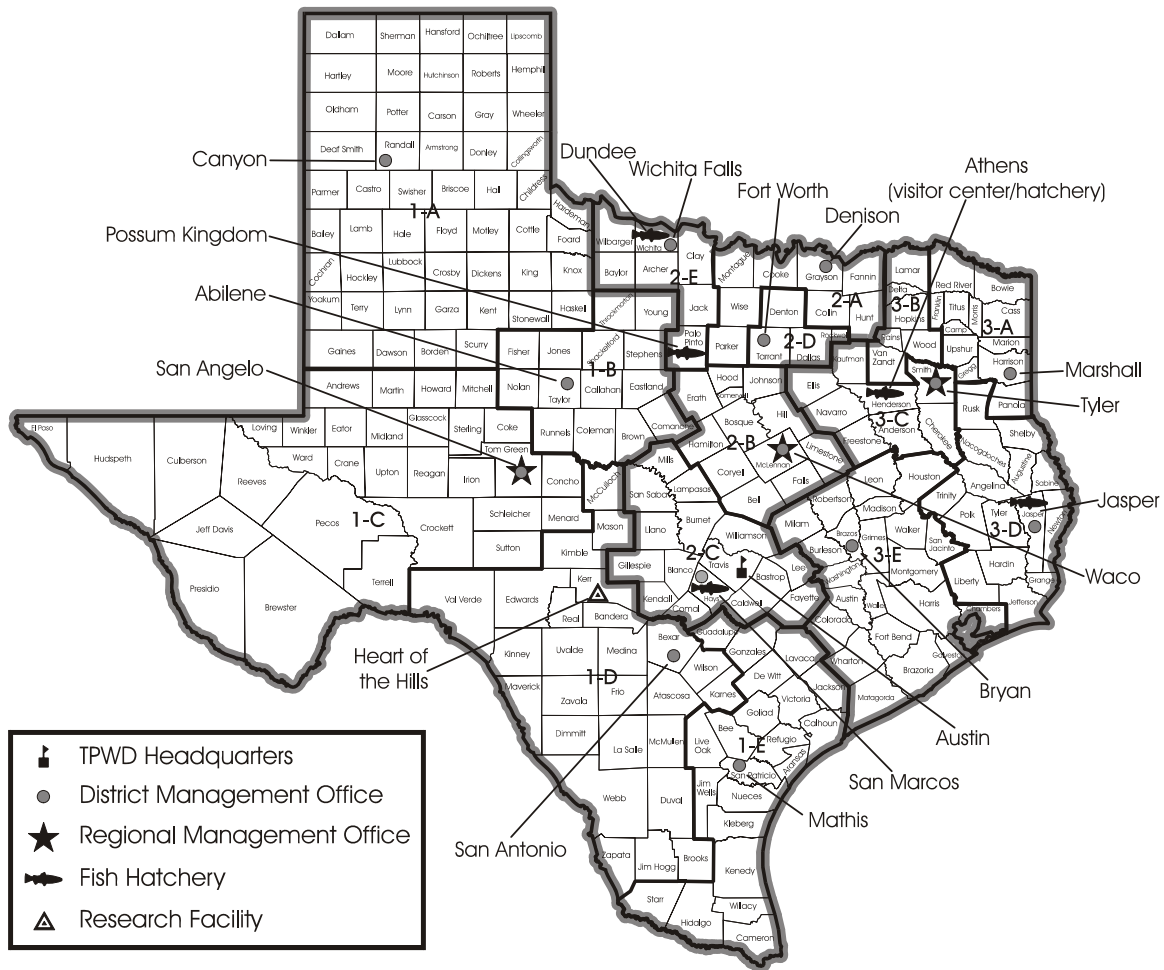 Dallam
Sherman
Hansford
Ochiltree
Lipscomb
Hartley
Moore
Hutchinson
Roberts
Hemphill
Oldham
Potter
Carson
Gray
Wheeler
Deaf Smith
Randall
Armstrong
Donley
Collingsworth
Canyon
Parmer
Castro
Swisher
Briscoe
Hall
Childress
1-A
Hardeman
Bailey
Lamb
Hale
Floyd
Motley
Cottle
Foard
Cochran
Hockley
Lubbock
Crosby
Dickens
King
Knox
Yoakum
Terry
Lynn
Garza
Kent
Stonewall
Haskel
Throckmorton
Gaines
Dawson
Borden
Scurry
Fisher
Jones
Shackelford
Stephens
1-B
Andrews
Martin
Howard
Mitchell
Nolan
Taylor
Callahan
Eastland
Dundee
Wichita Falls
Fort Worth
Denison
Athens
(visitor center/hatchery)
Possum Kingdom
Abilene
San Angelo
Wilbarger
Wichita
Clay
Baylor
Archer
2-E
Montague
Cooke
Grayson
Fannin
Lamar
Red River
Bowie
Delta
3-B
Hopkins
Franklin
Titus
Morris
Cass
3-A
Camp
Marion
Young
Jack
Wise
Denton
Colin
2-A
Hunt
Rockwall
Rains
Wood
Upshur
Harrison
Palo
Pinto
Parker
Tarrant
2-D
Dallas
Kaufman
Van
Zandt
Smith
Gregg
Marshall
Tyler
Hood
Johnson
Ellis
Henderson
Rusk
Panola
Erath
Somervell
Hill
Navarro
3-C
Anderson
Cherokee
Nacogdoches
Shelby
Comanche
Bosque
2-B
Hamilton
McLennan
Limestone
Freestone
Augustine
Sabine
El Paso
Hudspeth
Culberson
Loving
Winkler
Eator
Midland
Glasscock
Sterling
Coke
Runnels
Coleman
Brown
Reeves
Ward
Crane
Upton
Reagan
Irion
Tom Green
Concho
McCulloch
Mills
Coryell
Falls
Leon
Houston
Angelina
San Saba
Lampasas
Bell
Robertson
Madison
Trinity
Polk
Tyler
Jasper
Newton
3-D
Jasper
Jeff Davis
Pecos
1-C
Crockett
Schleicher
Menard
Mason
Llano
Burnet
Williamson
Milam
Brazos
Grimes
Walker
San
Jacinto
Hardin
Waco
Presidio
Brewster
Terrell
Sutton
Kimble
Gillespie
Blanco
2-C
Travis
Bastrop
Lee
Burleson
Washington
3-E
Montgomery
Liberty
Orange
Jefferson
Val Verde
Edwards
Kerr
Real
Bandera
Kendall
Comal
Hays
Caldwell
Fayette
Austin
Waller
Harris
Chambers
Heart of
the Hills
Kinney
Uvalde
Medina
Bexar
Guadalupe
Gonzales
Colorado
Fort Bend
Galveston
Brazoria
1-D
Wilson
Lavaca
Wharton
Matagorda
Bryan
Maverick
Zavala
Frio
Atascosa
Karnes
De Witt
Jackson
Victoria
Austin
Dimmitt
La Salle
McMullen
Live
Oak
Bee
Goliad
Calhoun
Refugio
1-E
Aransas
San Marcos
San Patricio
Mathis
Webb
Duval
Jim
Wells
Nueces
Kleberg
San Antonio
Zapata
Jim Hogg
Brooks
Kenedy
Starr
Hidalgo
Willacy
Cameron
TPWD Headquarters
District Management Office
Regional Management Office
Fish Hatchery
Research Facility